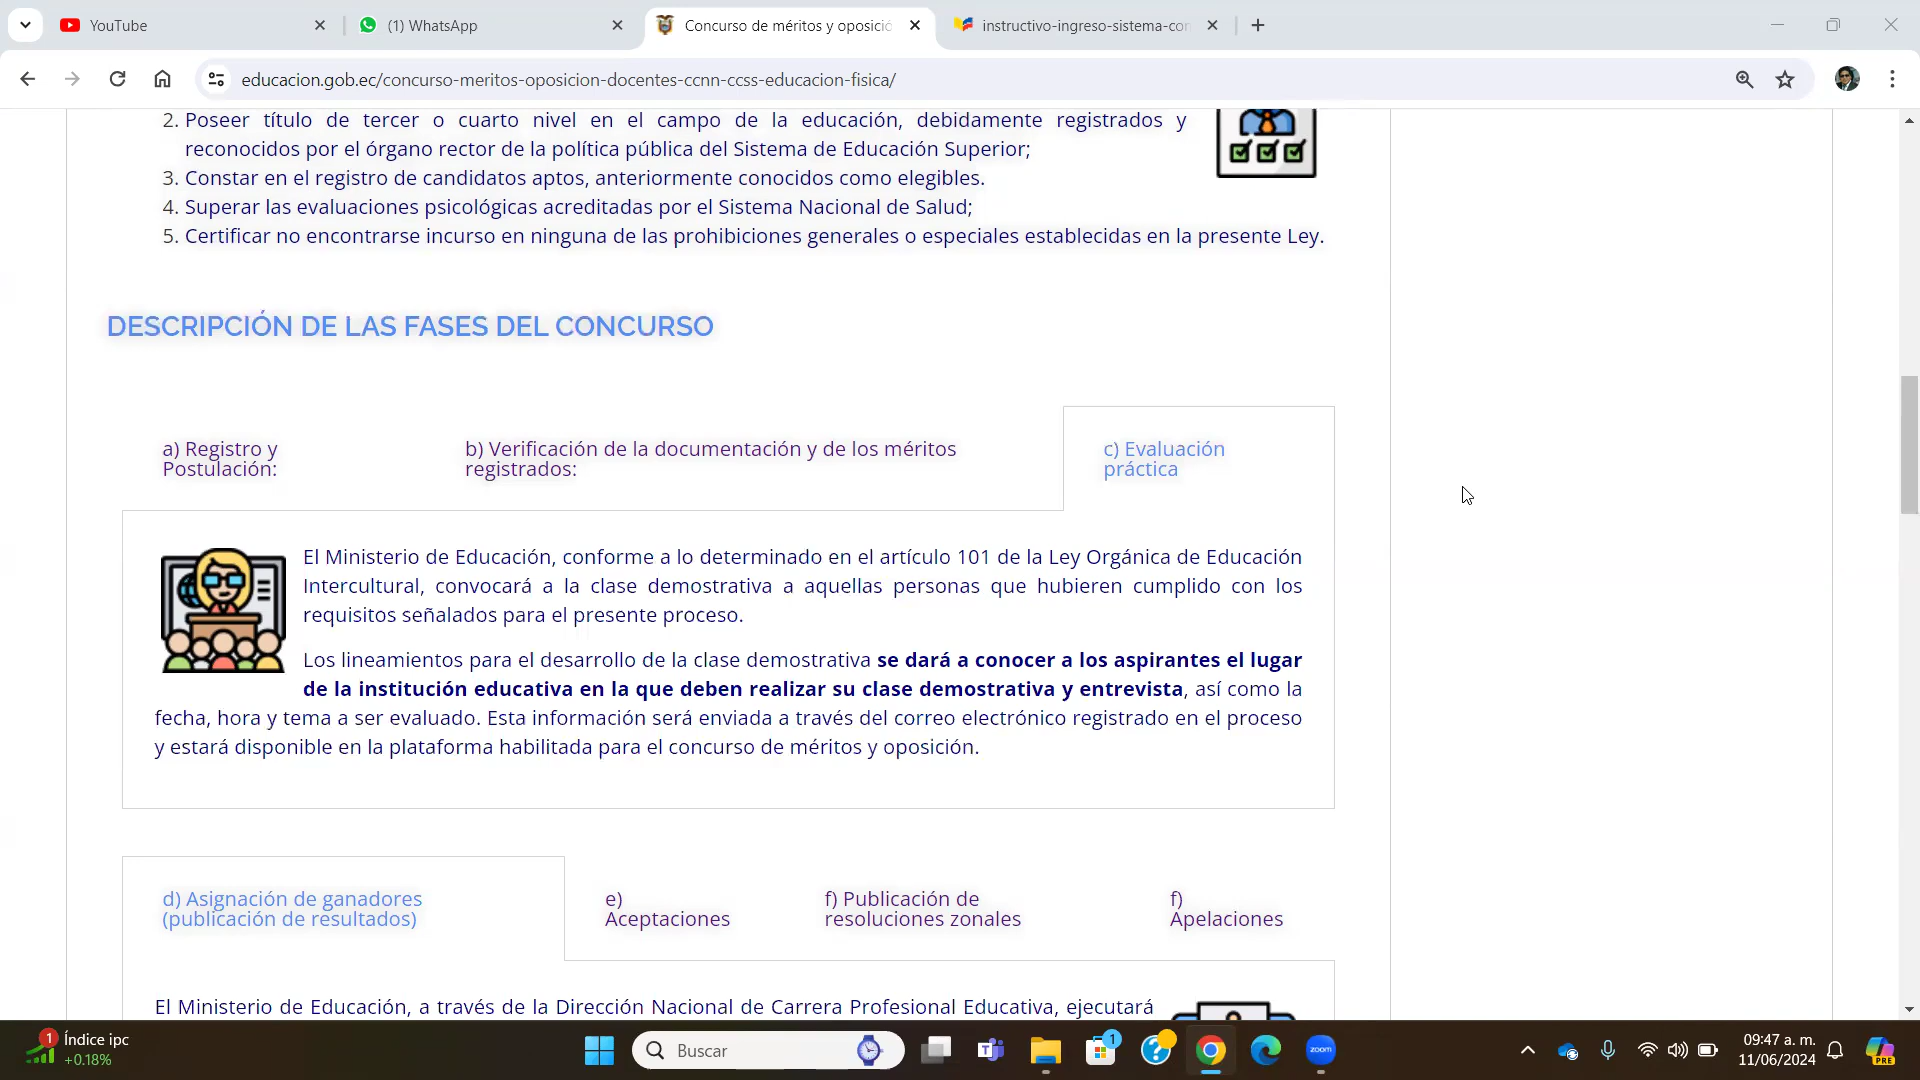 YouTube
(1) WhatsApp
Concurso de méritos y oposició
instructivo-ingreso-sistema-con
educacion.gob.ec/concurso-meritos-oposicion-docentes-ccnn-ccss-educacion-fisica/
2. Poseer título de tercer o cuarto nivel en el campo de la educación, debidamente registrados y
reconocidos por el órgano rector de la política pública del Sistema de Educación Superior;
3. Constar en el registro de candidatos aptos, anteriormente conocidos como elegibles.
4. Superar las evaluaciones psicológicas acreditadas por el Sistema Nacional de Salud;
5. Certificar no encontrarse incurso en ninguna de las prohibiciones generales o especiales establecidas en la presente Ley.
DESCRIPCIÓN DE LAS FASES DEL CONCURSO
a) Registro y
Postulación:
b) Verificación de la documentación y de los méritos
registrados:
c) Evaluación
práctica
El Ministerio de Educación, conforme a lo determinado en el artículo 101 de la Ley Orgánica de Educación
Intercultural, convocará a la clase demostrativa a aquellas personas que hubieren cumplido con los
requisitos señalados para el presente proceso.
Los lineamientos para el desarrollo de la clase demostrativa se dará a conocer a los aspirantes el lugar
de la institución educativa en la que deben realizar su clase demostrativa y entrevista, así como la
fecha, hora y tema a ser evaluado. Esta información será enviada a través del correo electrónico registrado en el proceso
y estará disponible en la plataforma habilitada para el concurso de méritos y oposición.
d) Asignación de ganadores
(publicación de resultados)
e)
Aceptaciones
f) Publicación de
resoluciones zonales
f)
Apelaciones
El Ministerio de Educación, a través de la Dirección Nacional de Carrera Profesional Educativa, ejecutará
1
Índice ipc
+0.18%
Buscar
1
zoom
09:47 a. m.
11/06/2024
PRE